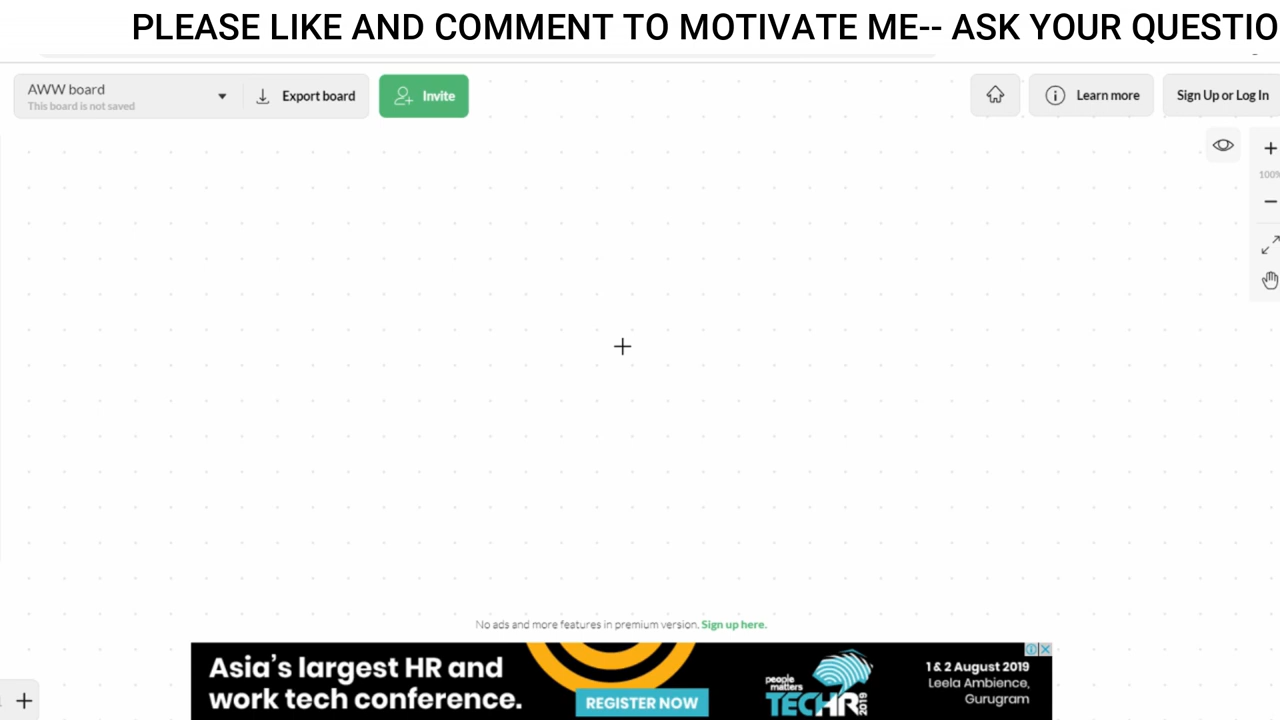 PLEASE LIKE AND COMMENT TO MOTIVATE ME-- ASK YOUR QUESTIO
AWW board
This board is not saved
Export board
Invite
Learn more
Sign Up or Log In
100%
No ads and more features in premium version. Sign up here.
Asia's largest HR and
work tech conference.
REGISTER NOW
people
matters
TECHR
2019
1 & 2 August 2019
Leela Ambience,
Gurugram